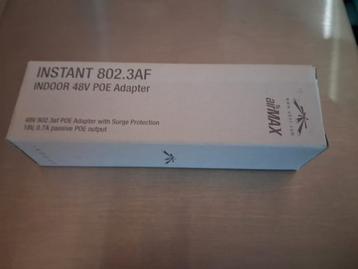 INSTANT 802.3AF
INDOOR 48V POE Adapter
48V 802.3af POE Adapter with Surge Protection
18V, 0.7A passive POE output
airMAX